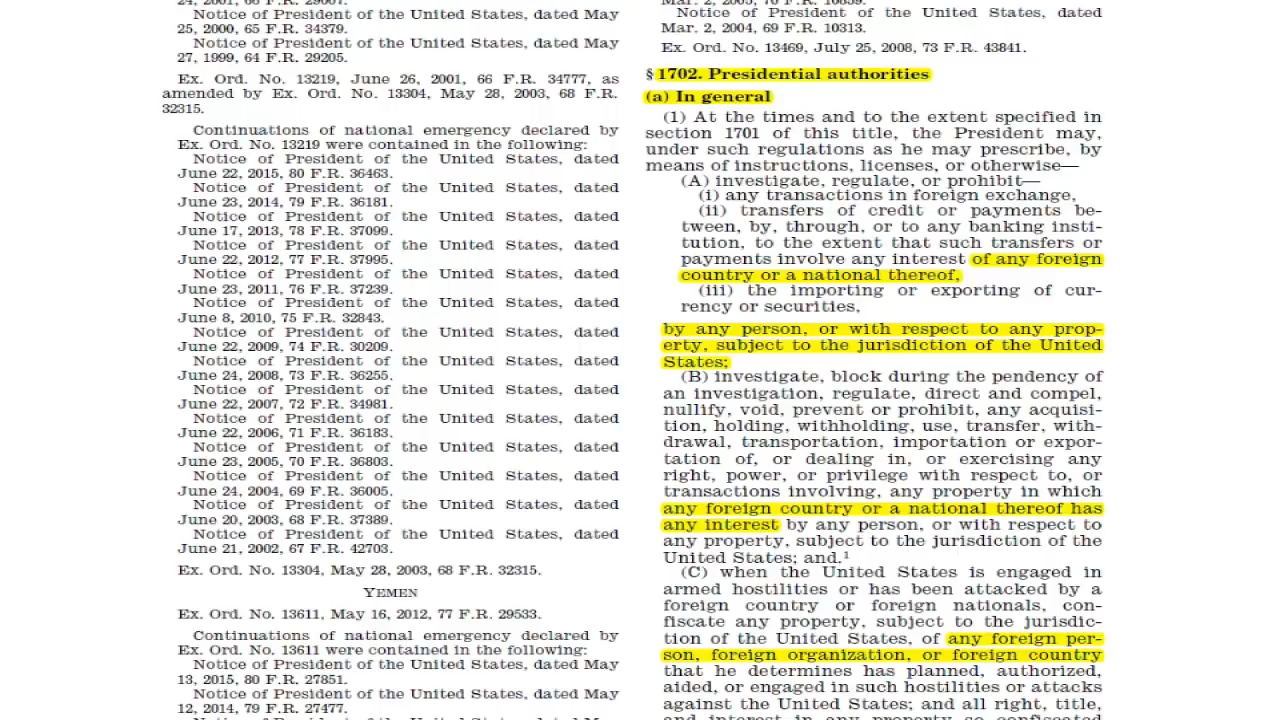 24, 2001, 66 F.R. 29007.
Notice of President of the United States, dated May
25, 2000, 65 F.R. 34379.
Notice of President of the United States, dated May
27, 1999, 64 F.R. 29205.
Ex. Ord. No. 13219, June 26, 2001, 66 F.R. 34777, as
amended by Ex. Ord. No. 13304, May 28, 2003, 68 F.R.
32315.
Continuations of national emergency declared by
Ex. Ord. No. 13219 were contained in the following:
Notice of President of the United States, dated
June 22, 2015, 80 F.R. 36463.
Notice of President of the United States, dated
June 23, 2014, 79 F.R. 36181.
Notice of President of the United States, dated
June 17, 2013, 78 F.R. 37099.
Notice of President of the United States, dated
June 22, 2012, 77 F.R. 37995.
Notice of President of the United States, dated
June 23, 2011, 76 F.R. 37239.
Notice of President of the United States, dated
June 8, 2010, 75 F.R. 32843.
Notice of President of the United States, dated
June 22, 2009, 74 F.R. 30209.
Notice of President of the United States, dated
June 24, 2008, 73 F.R. 36255.
Notice of President of the United States, dated
June 22, 2007, 72 F.R. 34981.
Notice of President of the United States, dated
June 22, 2006, 71 F.R. 36183.
Notice of President of the United States, dated
June 23, 2005, 70 F.R. 36803.
Notice of President of the United States, dated
June 24, 2004, 69 F.R. 36005.
Notice of President of the United States, dated
June 20, 2003, 68 F.R. 37389.
Notice of President of the United States, dated
June 21, 2002, 67 F.R. 42703.
Ex. Ord. No. 13304, May 28, 2003, 68 F.R. 32315.
YEMEN
Ex. Ord. No. 13611, May 16, 2012, 77 F.R. 29533.
Continuations of national emergency declared by
Ex. Ord. No. 13611 were contained in the following:
Notice of President of the United States, dated May
13, 2015, 80 F.R. 27851.
Notice of President of the United States, dated May
12, 2014, 79 F.R. 27477.
Notice of President of the United States, dated May
Mar. 2, 2005, 70 F.R. 10859.
Notice of President of the United States, dated
Mar. 2, 2004, 69 F.R. 10313.
Ex. Ord. No. 13469, July 25, 2008, 73 F.R. 43841.
§ 1702. Presidential authorities
(a) In general
(1) At the times and to the extent specified in
section 1701 of this title, the President may,
under such regulations as he may prescribe, by
means of instructions, licenses, or otherwise—
(A) investigate, regulate, or prohibit—
(i) any transactions in foreign exchange,
(ii) transfers of credit or payments be-
tween, by, through, or to any banking insti-
tution, to the extent that such transfers or
payments involve any interest of any foreign
country or a national thereof,
(iii) the importing or exporting of cur-
rency or securities,
by any person, or with respect to any prop-
erty, subject to the jurisdiction of the United
States;
(B) investigate, block during the pendency of
an investigation, regulate, direct and compel,
nullify, void, prevent or prohibit, any acquisi-
tion, holding, withholding, use, transfer, with-
drawal, transportation, importation or expor-
tation of, or dealing in, or exercising any
right, power, or privilege with respect to, or
transactions involving, any property in which
any foreign country or a national thereof has
any interest by any person, or with respect to
any property, subject to the jurisdiction of the
United States; and.¹
(C) when the United States is engaged in
armed hostilities or has been attacked by a
foreign country or foreign nationals, con-
fiscate any property, subject to the jurisdic-
tion of the United States, of any foreign per-
son, foreign organization, or foreign country
that he determines has planned, authorized,
aided, or engaged in such hostilities or attacks
against the United States; and all right, title,
and interest in any property so confiscated